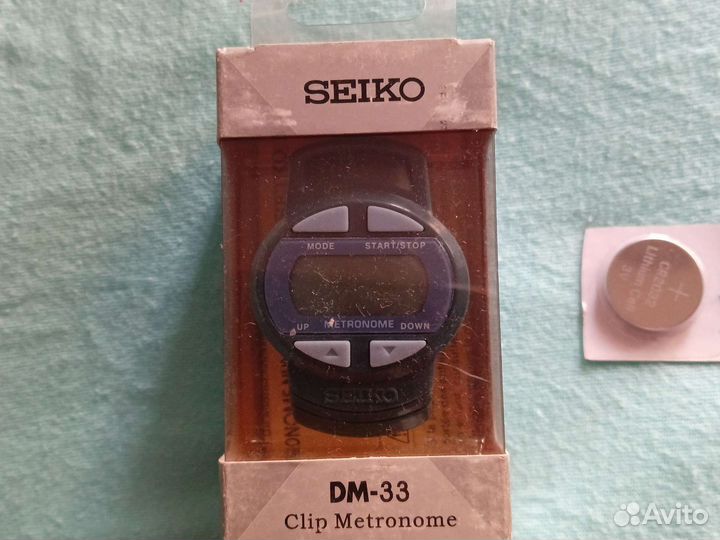 SEIKO
MODE START/STOP
UP METRONOME DOWN
SEIKO
DM-33
Clip Metronome
CR2032
Lithium Cell
3V
+
Avito